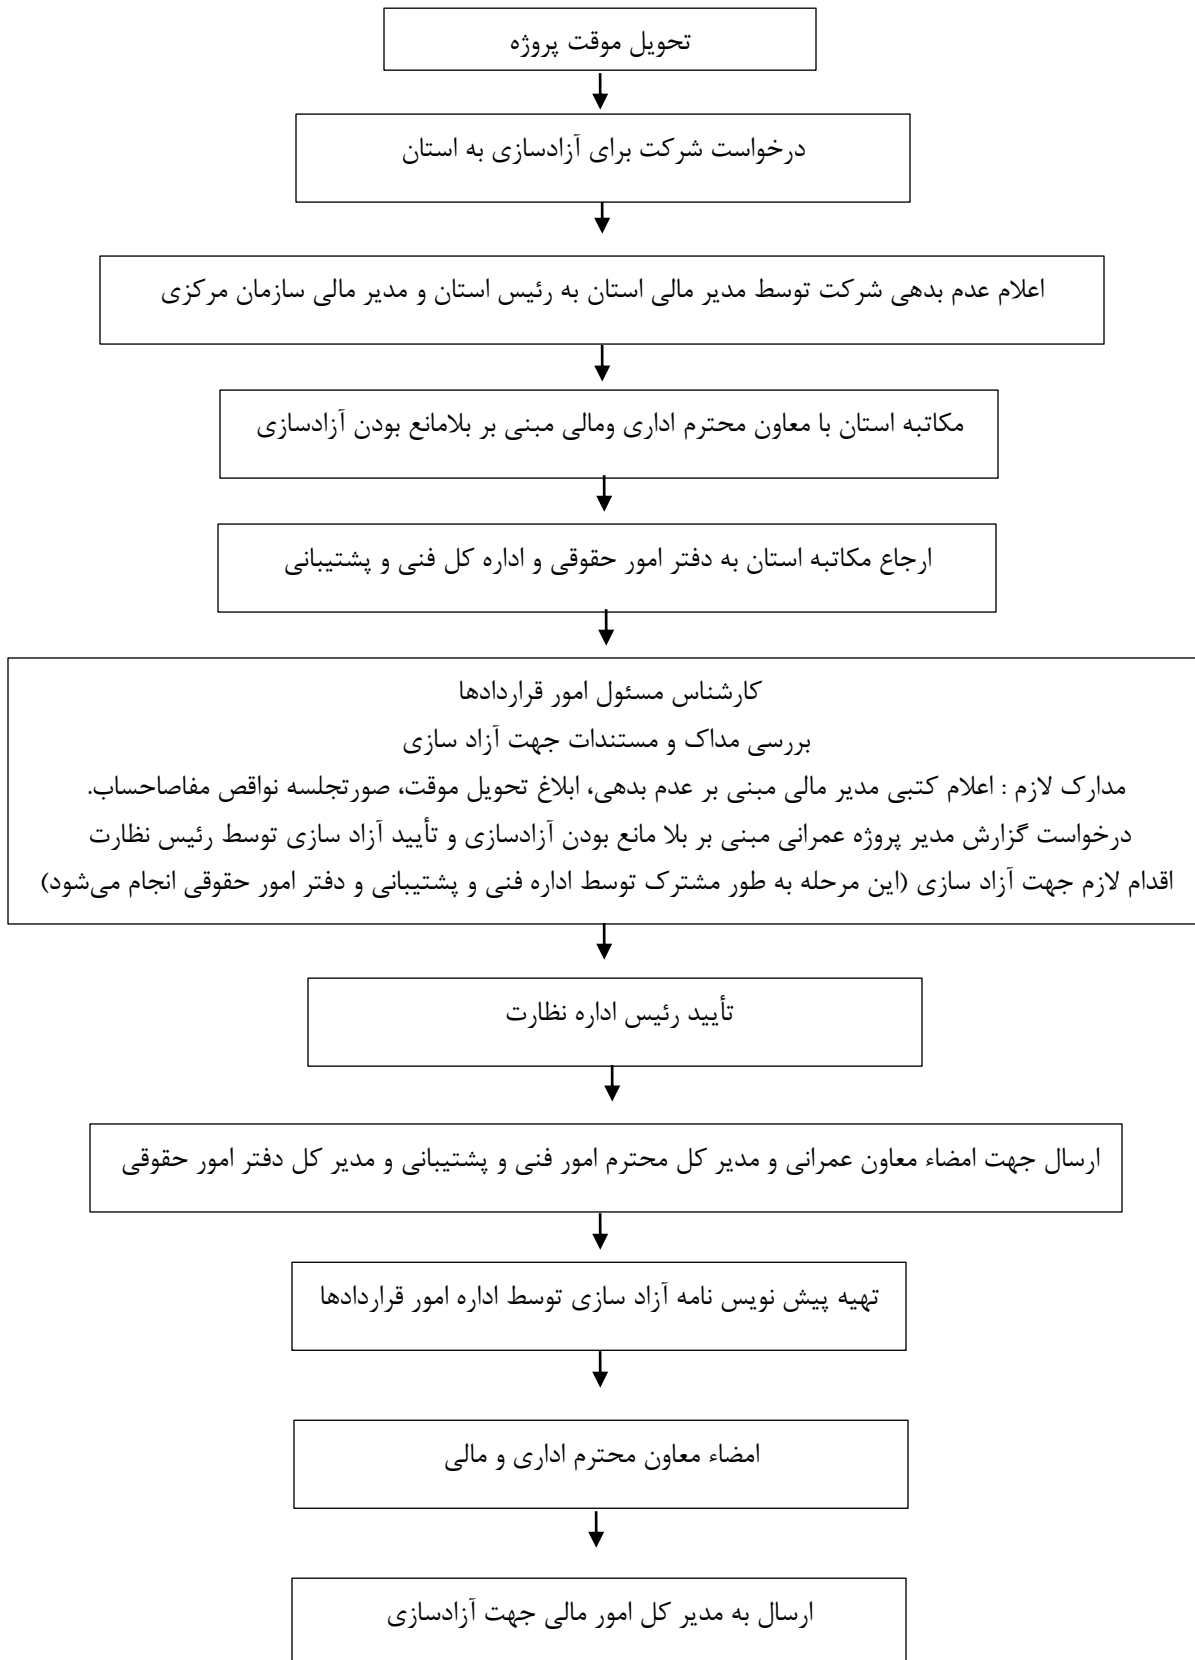 تحویل موقت پروژه
درخواست شرکت برای آزادسازی به استان
اعلام عدم بدهی شرکت توسط مدیر مالی استان به رئیس استان و مدیر مالی سازمان مرکزی
مکاتبه استان با معاون محترم اداری ومالی مبنی بر بلامانع بودن آزادسازی
ارجاع مکاتبه استان به دفتر امور حقوقی و اداره کل فنی و پشتیبانی
کارشناس مسئول امور قراردادها
بررسی مداک و مستندات جهت آزاد سازی
مدارک لازم : اعلام کتبی مدیر مالی مبنی بر عدم بدهی، ابلاغ تحویل موقت، صورتجلسه نواقص مفاصاحساب.
درخواست گزارش مدیر پروژه عمرانی مبنی بر بلا مانع بودن آزادسازی و تأیید آزاد سازی توسط رئیس نظارت
اقدام لازم جهت آزاد سازی (این مرحله به طور مشترک توسط اداره فنی و پشتیبانی و دفتر امور حقوقی انجام می‌شود)
تأیید رئیس اداره نظارت
ارسال جهت امضاء معاون عمرانی و مدیر کل محترم امور فنی و پشتیبانی و مدیر کل دفتر امور حقوقی
تهیه پیش نویس نامه آزاد سازی توسط اداره امور قراردادها
امضاء معاون محترم اداری و مالی
ارسال به مدیر کل امور مالی جهت آزادسازی